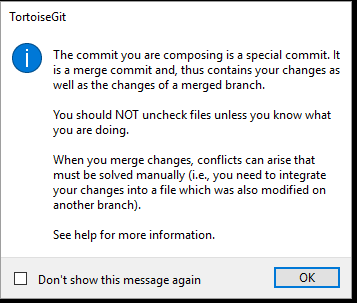 TortoiseGit
The commit you are composing is a special commit. It
is a merge commit and, thus contains your changes
as well as the changes of a merged branch.
You should NOT uncheck files unless you know what
you are doing.
When you merge changes, conflicts can arise that
must be solved manually (i.e., you need to integrate
your changes into a file which was also modified on
another branch).
See help for more information.
Don't show this message again
OK